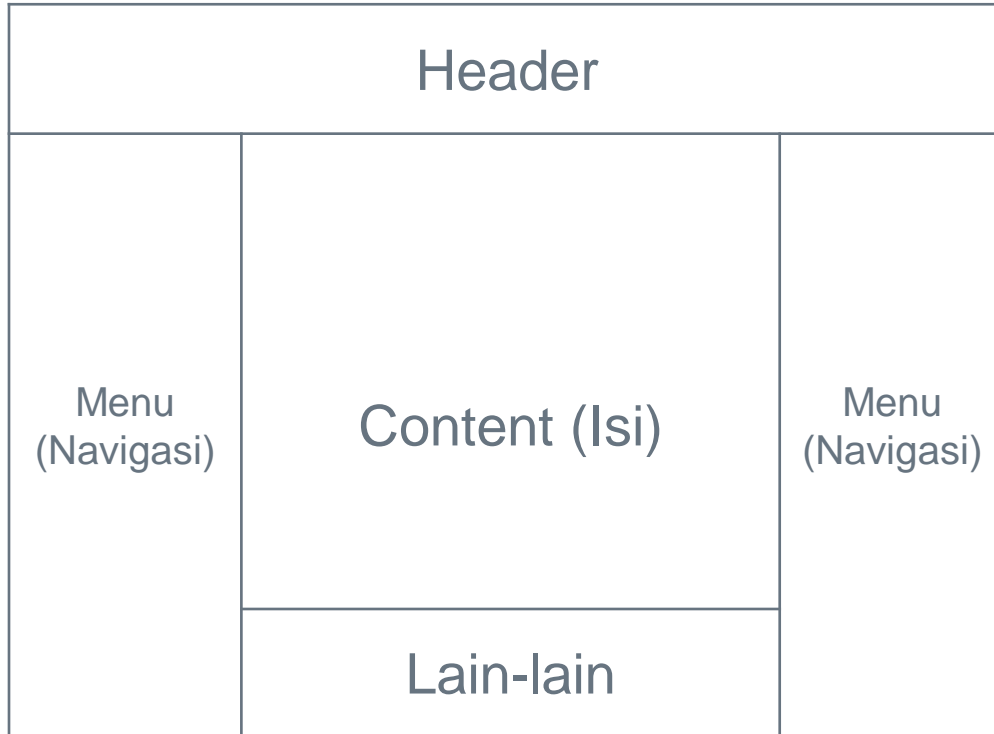 Header
Menu
(Navigasi)
Content (Isi)
Menu
(Navigasi)
Lain-lain